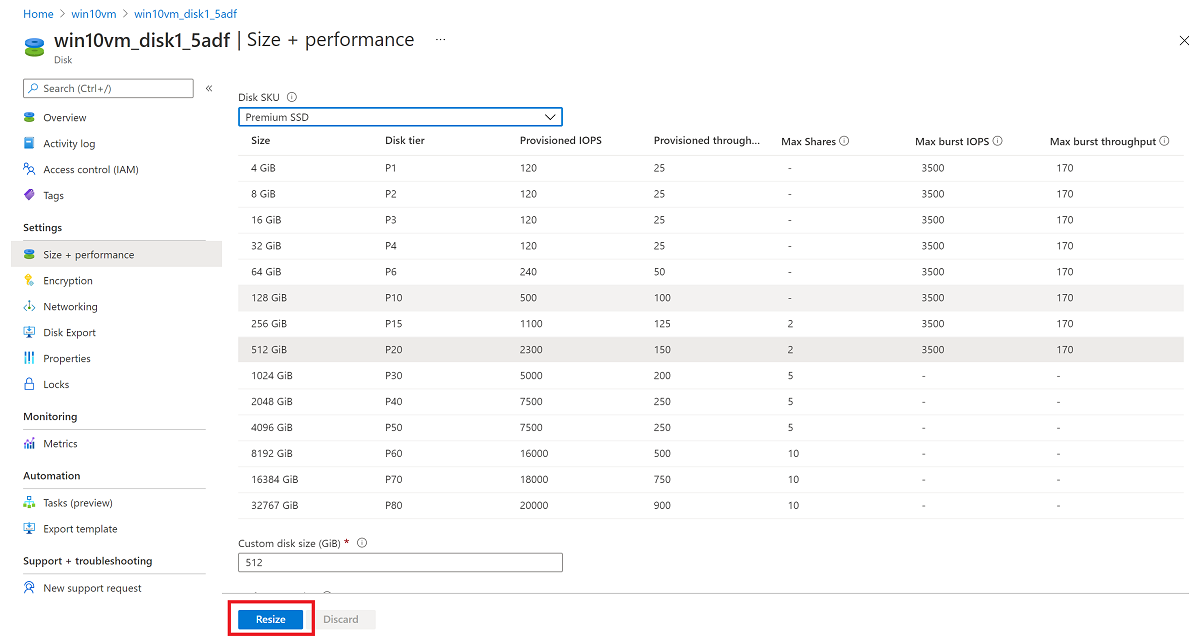 Home > win10vm > win10vm_disk1_5adf
win10vm_disk1_5adf | Size + performance ...
Disk
Search (Ctrl+/) «
Overview
Activity log
Access control (IAM)
Tags
Settings
Size + performance
Encryption
Networking
Disk Export
Properties
Locks
Monitoring
Metrics
Automation
Tasks (preview)
Export template
Support + troubleshooting
New support request
Disk SKU
Premium SSD
Size Disk tier Provisioned IOPS Provisioned through... Max Shares Max burst IOPS Max burst throughput
4 GiB P1 120 25 - 3500 170
8 GiB P2 120 25 - 3500 170
16 GiB P3 120 25 - 3500 170
32 GiB P4 120 25 - 3500 170
64 GiB P6 240 50 - 3500 170
128 GiB P10 500 100 - 3500 170
256 GiB P15 1100 125 2 3500 170
512 GiB P20 2300 150 2 3500 170
1024 GiB P30 5000 200 5 - -
2048 GiB P40 7500 250 5 - -
4096 GiB P50 7500 250 5 - -
8192 GiB P60 16000 500 10 - -
16384 GiB P70 18000 750 10 - -
32767 GiB P80 20000 900 10 - -
Custom disk size (GiB) *
512
Resize Discard